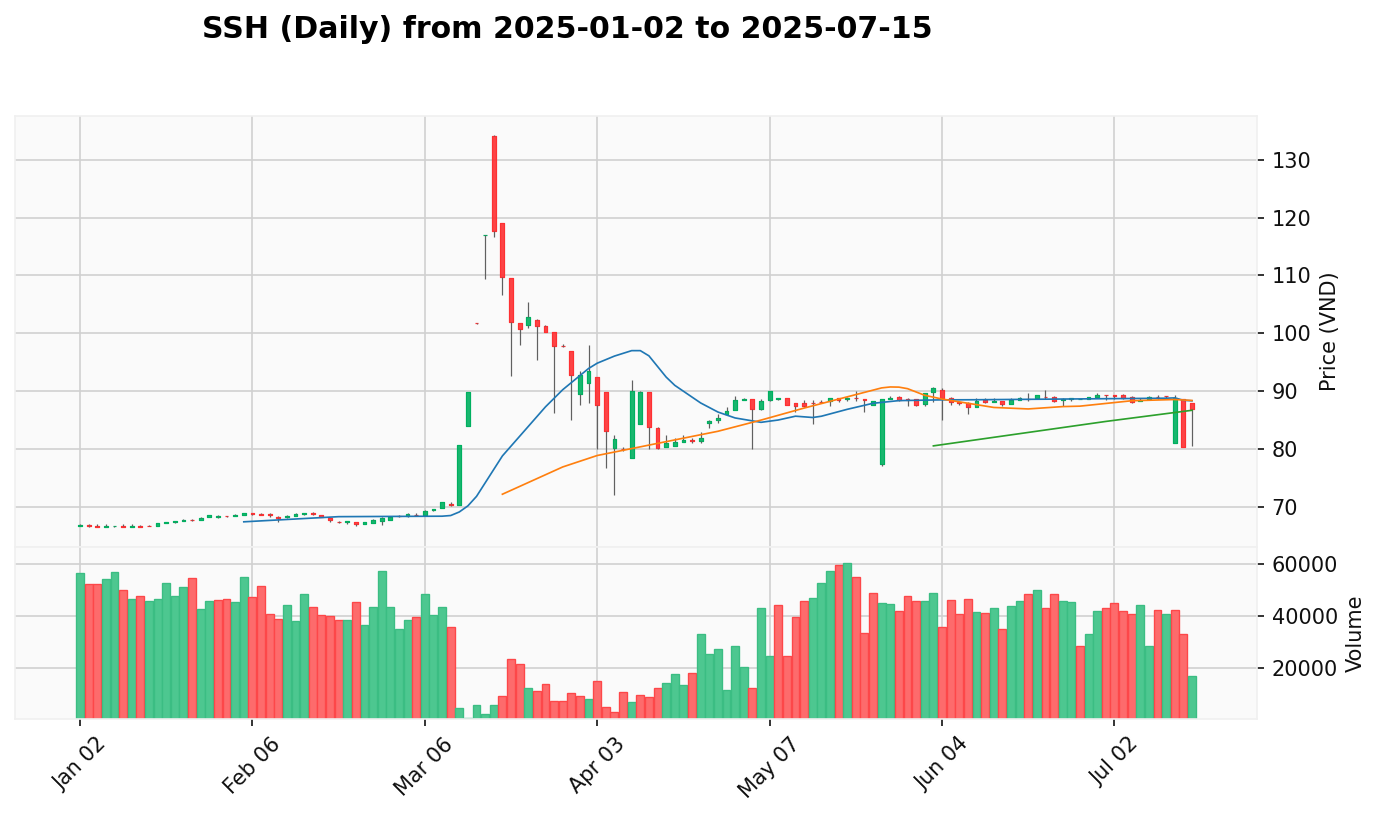 SSH (Daily) from 2025-01-02 to 2025-07-15
130
120
110
100
90
80
70
Price (VND)
60000
40000
20000
Volume
Jan 02
Feb 06
Mar 06
Apr 03
May 07
Jun 04
Jul 02